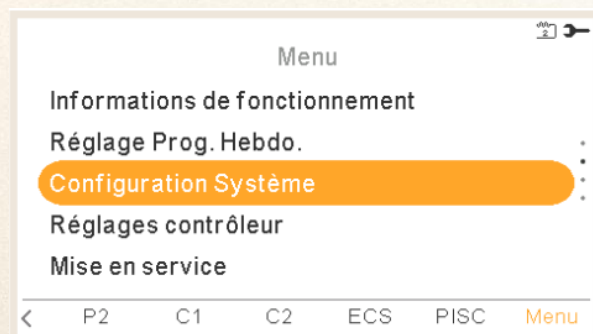 2
Menu
Informations de fonctionnement
Réglage Prog. Hebdo.
Configuration Système
Réglages contrôleur
Mise en service
< P2 C1 C2 ECS PISC Menu